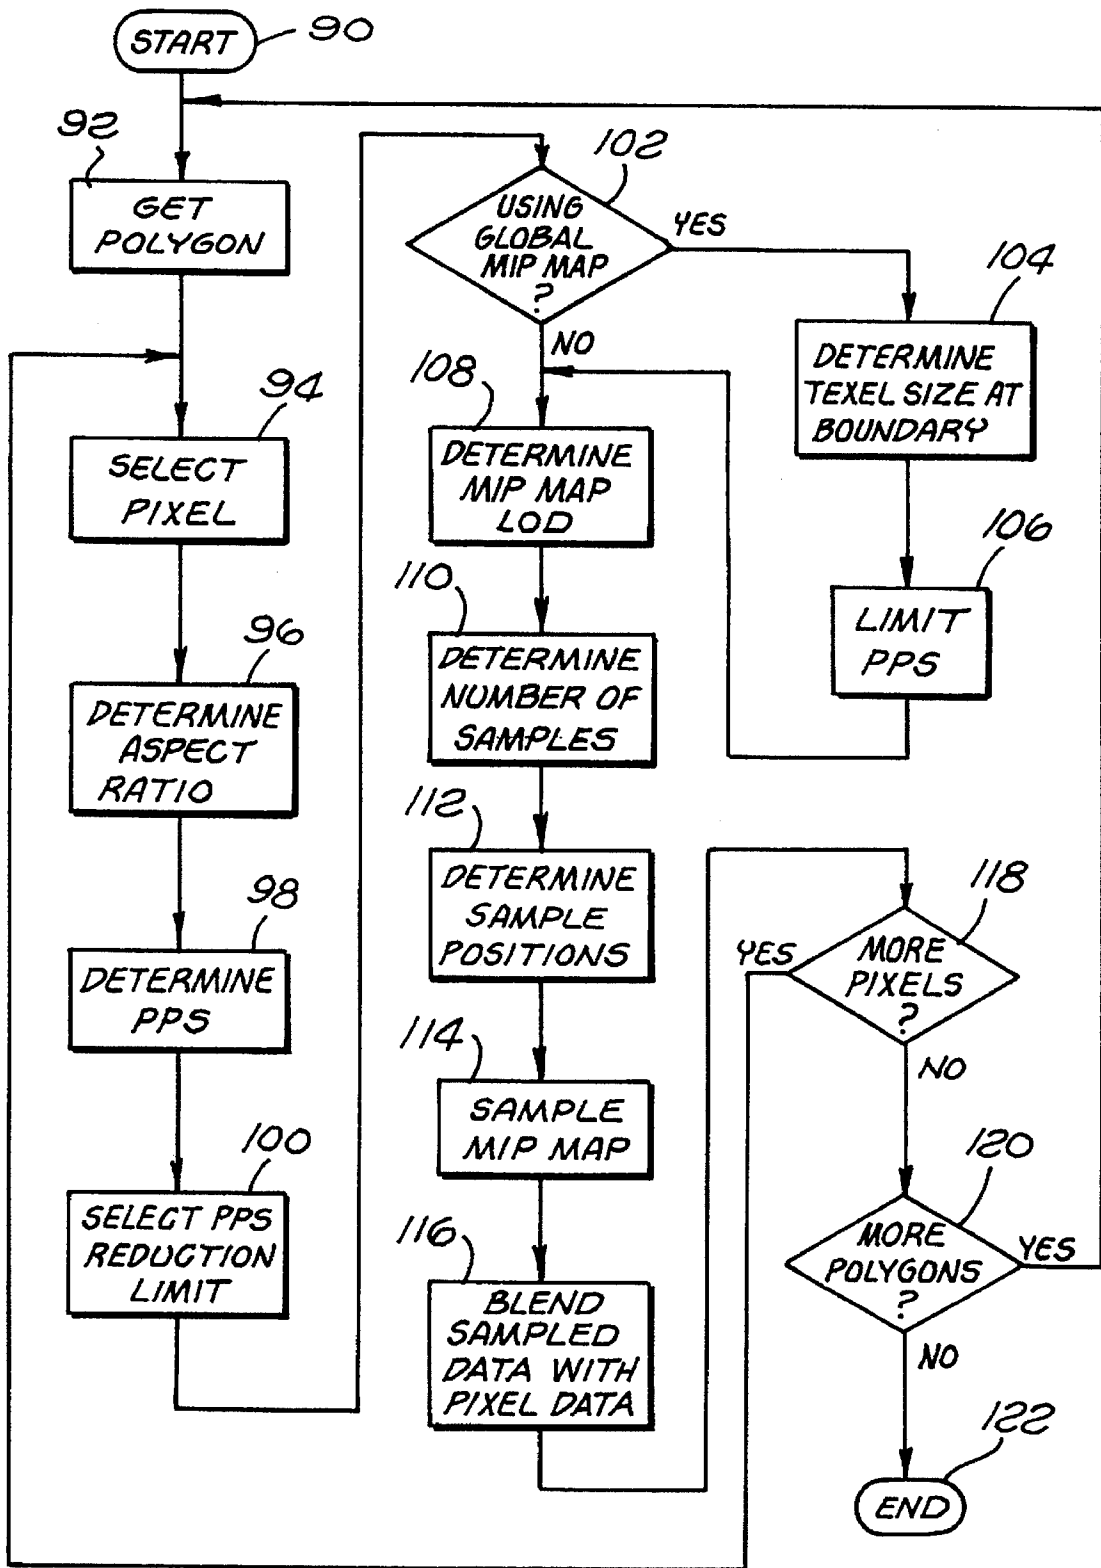 START
90
92
GET
POLYGON
94
SELECT
PIXEL
96
DETERMINE
ASPECT
RATIO
98
DETERMINE
PPS
100
SELECT PPS
REDUCTION
LIMIT
102
USING
GLOBAL
MIP MAP
?
YES
NO
104
DETERMINE
TEXEL SIZE AT
BOUNDARY
106
LIMIT
PPS
108
DETERMINE
MIP MAP
LOD
110
DETERMINE
NUMBER OF
SAMPLES
112
DETERMINE
SAMPLE
POSITIONS
114
SAMPLE
MIP MAP
116
BLEND
SAMPLED
DATA WITH
PIXEL DATA
118
YES
MORE
PIXELS
?
NO
120
MORE
POLYGONS
?
YES
NO
122
END